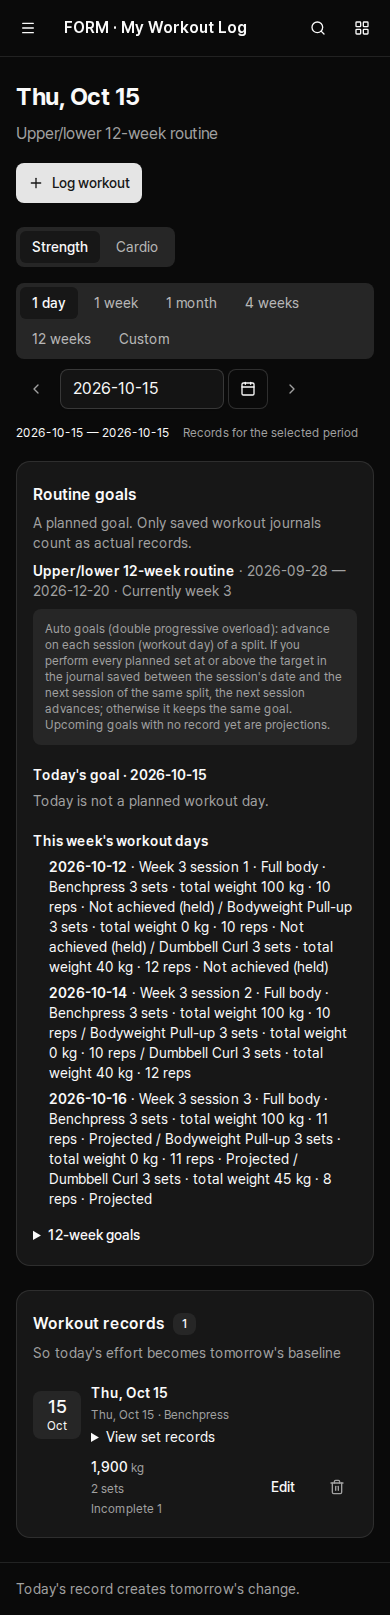 FORM · My Workout Log
Thu, Oct 15
Upper/lower 12-week routine
Log workout
Strength Cardio
1 day 1 week 1 month 4 weeks
12 weeks Custom
2026-10-15
2026-10-15 — 2026-10-15 Records for the selected period
Routine goals
A planned goal. Only saved workout journals
count as actual records.
Upper/lower 12-week routine · 2026-09-28 —
2026-12-20 · Currently week 3
Auto goals (double progressive overload): advance
on each session (workout day) of a split. If you
perform every planned set at or above the target in
the journal saved between the session's date and the
next session of the same split, the next session
advances; otherwise it keeps the same goal.
Upcoming goals with no record yet are projections.
Today's goal · 2026-10-15
Today is not a planned workout day.
This week's workout days
2026-10-12 · Week 3 session 1 · Full body ·
Benchpress 3 sets · total weight 100 kg · 10
reps · Not achieved (held) / Bodyweight Pull-up
3 sets · total weight 0 kg · 10 reps · Not
achieved (held) / Dumbbell Curl 3 sets · total
weight 40 kg · 12 reps · Not achieved (held)
2026-10-14 · Week 3 session 2 · Full body ·
Benchpress 3 sets · total weight 100 kg · 10
reps / Bodyweight Pull-up 3 sets · total weight
0 kg · 10 reps / Dumbbell Curl 3 sets · total
weight 40 kg · 12 reps
2026-10-16 · Week 3 session 3 · Full body ·
Benchpress 3 sets · total weight 100 kg · 11
reps · Projected / Bodyweight Pull-up 3 sets ·
total weight 0 kg · 11 reps · Projected /
Dumbbell Curl 3 sets · total weight 45 kg · 8
reps · Projected
12-week goals
Workout records 1
So today's effort becomes tomorrow's baseline
15
Oct
Thu, Oct 15
Thu, Oct 15 · Benchpress
View set records
1,900 kg
2 sets
Incomplete 1
Edit
Today's record creates tomorrow's change.